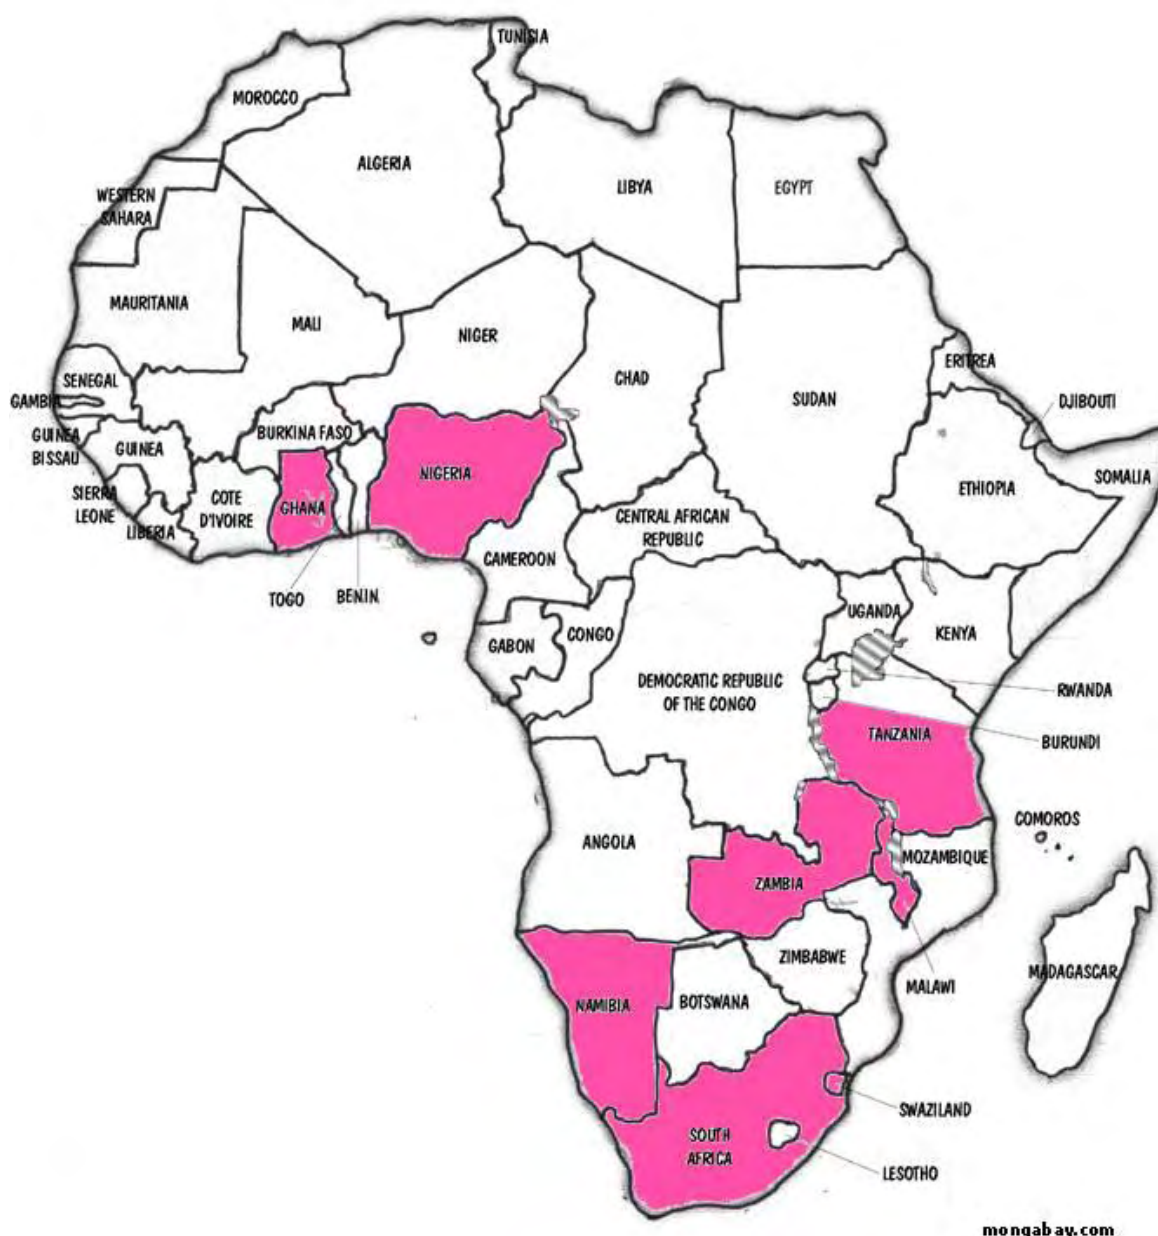 TUNISIA
MOROCCO
ALGERIA
LIBYA
EGYPT
WESTERN
SAHARA
MAURITANIA
MALI
NIGER
CHAD
SUDAN
ERITREA
DJIBOUTI
SENEGAL
GAMBIA
GUINEA
BISSAU
GUINEA
BURKINA FASO
NIGERIA
ETHIOPIA
SOMALIA
SIERRA
LEONE
LIBERIA
COTE
D'IVOIRE
GHANA
TOGO
BENIN
CAMEROON
CENTRAL AFRICAN
REPUBLIC
UGANDA
KENYA
GABON
CONGO
DEMOCRATIC REPUBLIC
OF THE CONGO
RWANDA
BURUNDI
TANZANIA
COMOROS
ANGOLA
ZAMBIA
MOZAMBIQUE
MALAWI
ZIMBABWE
MADAGASCAR
NAMIBIA
BOTSWANA
SWAZILAND
SOUTH
AFRICA
LESOTHO
mongabay.com